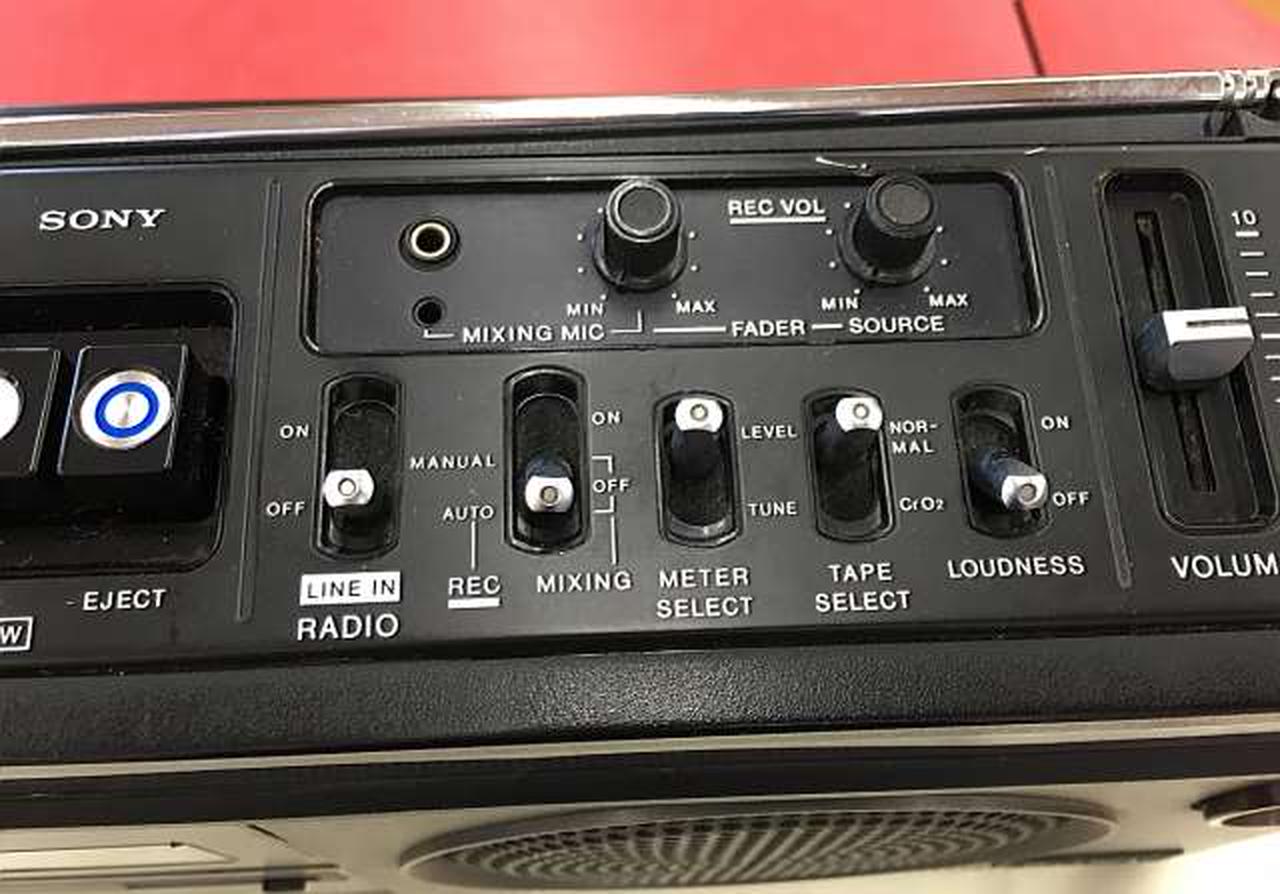 SONY
REC VOL
10
MIN
MAX
MIN
MAX
MIXING MIC
FADER
SOURCE
ON
OFF
MANUAL
AUTO
ON
OFF
LEVEL
TUNE
NOR-
MAL
CrO2
ON
OFF
- EJECT
W
LINE IN
RADIO
REC
MIXING
METER
SELECT
TAPE
SELECT
LOUDNESS
VOLUM